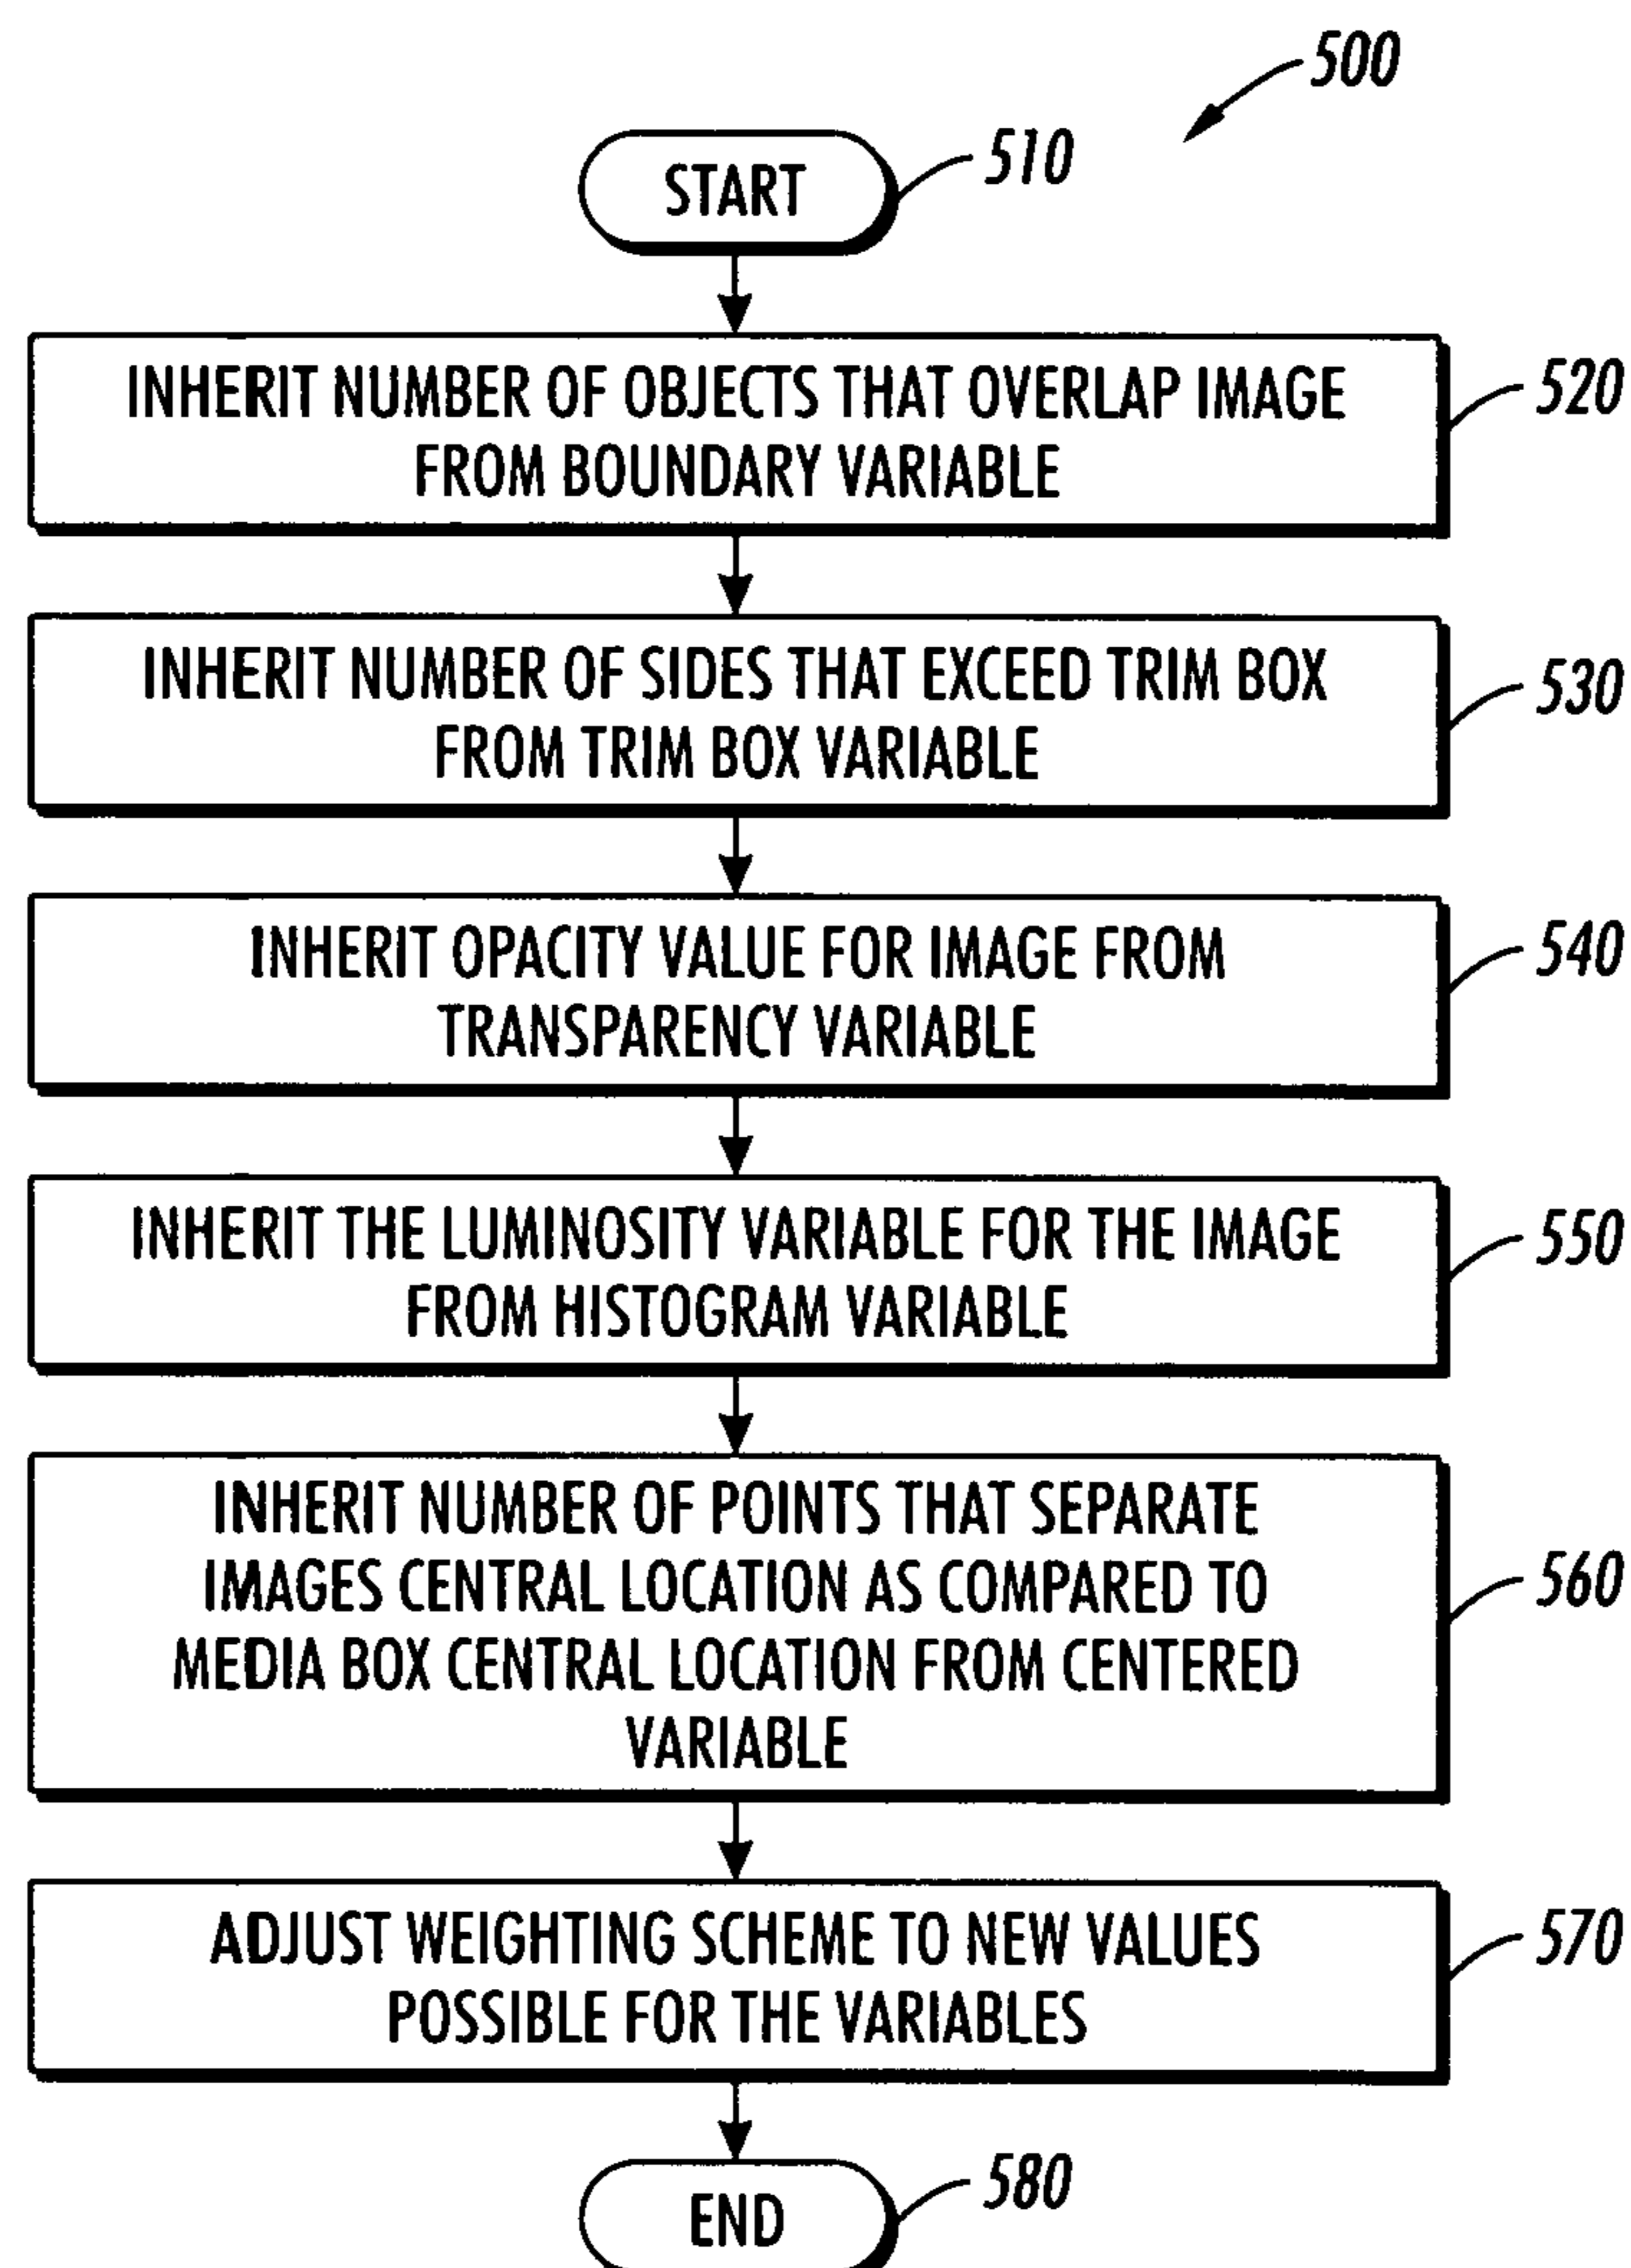 500
START
510
INHERIT NUMBER OF OBJECTS THAT OVERLAP IMAGE
FROM BOUNDARY VARIABLE
520
INHERIT NUMBER OF SIDES THAT EXCEED TRIM BOX
FROM TRIM BOX VARIABLE
530
INHERIT OPACITY VALUE FOR IMAGE FROM
TRANSPARENCY VARIABLE
540
INHERIT THE LUMINOSITY VARIABLE FOR THE IMAGE
FROM HISTOGRAM VARIABLE
550
INHERIT NUMBER OF POINTS THAT SEPARATE
IMAGES CENTRAL LOCATION AS COMPARED TO
MEDIA BOX CENTRAL LOCATION FROM CENTERED
VARIABLE
560
ADJUST WEIGHTING SCHEME TO NEW VALUES
POSSIBLE FOR THE VARIABLES
570
END
580